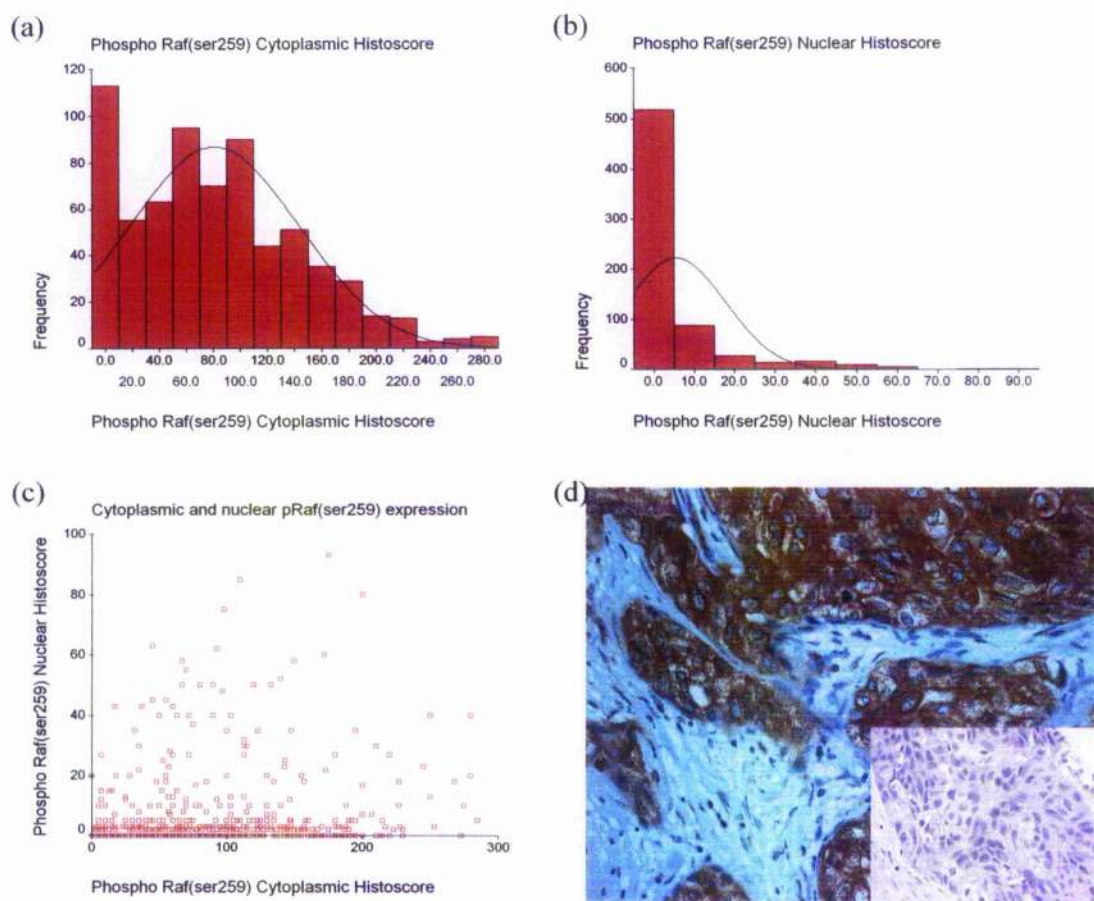 (a)
Phospho Raf(ser259) Cytoplasmic Histoscore
120
100
80
60
40
20
0
Frequency
0.0 40.0 80.0 120.0 160.0 200.0 240.0 280.0
20.0 60.0 100.0 140.0 180.0 220.0 260.0
Phospho Raf(ser259) Cytoplasmic Histoscore
(b)
Phospho Raf(ser259) Nuclear Histoscore
600
500
400
300
200
100
0
Frequency
0.0 10.0 20.0 30.0 40.0 50.0 60.0 70.0 80.0 90.0
Phospho Raf(ser259) Nuclear Histoscore
(c)
Cytoplasmic and nuclear pRaf(ser259) expression
100
80
60
40
20
0
Phospho Raf(ser259) Nuclear Histoscore
0 100 200 300
Phospho Raf(ser259) Cytoplasmic Histoscore
(d)